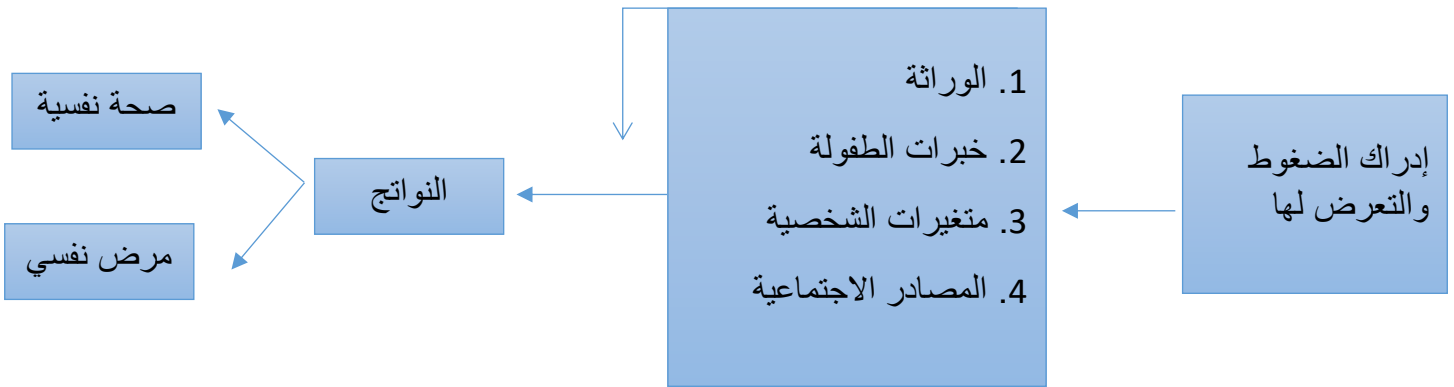 إدراك الضغوط
والتعرض لها
1. الوراثة
2. خبرات الطفولة
3. متغيرات الشخصية
4. المصادر الاجتماعية
النواتج
صحة نفسية
مرض نفسي